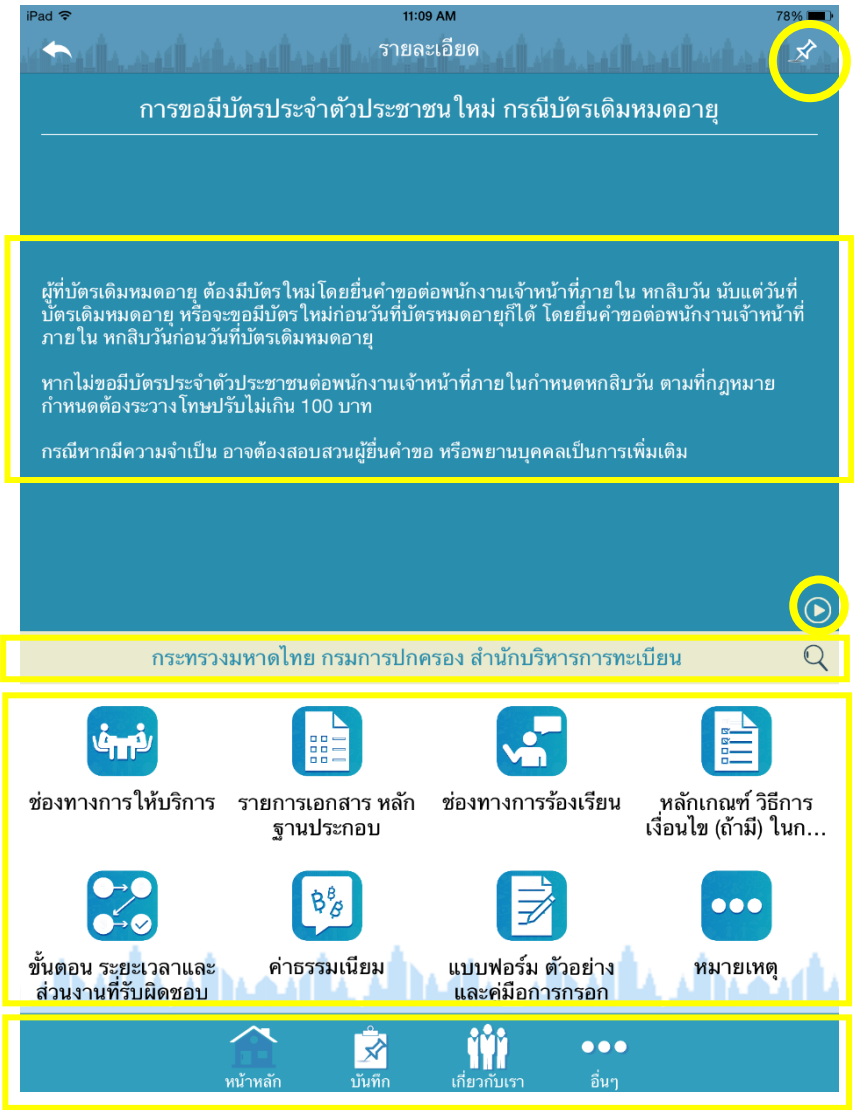 iPad 11:09 AM 78%
รายละเอียด
การขอมีบัตรประจำตัวประชาชนใหม่ กรณีบัตรเดิมหมดอายุ
ผู้ที่บัตรเดิมหมดอายุ ต้องมีบัตรใหม่โดยยื่นคำขอต่อพนักงานเจ้าหน้าที่ภายใน หกสิบวัน นับแต่วันที่
บัตรเดิมหมดอายุ หรือจะขอมีบัตรใหม่ก่อนวันที่บัตรหมดอายุก็ได้ โดยยื่นคำขอต่อพนักงานเจ้าหน้าที่
ภายใน หกสิบวันก่อนวันที่บัตรเดิมหมดอายุ
หากไม่ขอมีบัตรประจำตัวประชาชนต่อพนักงานเจ้าหน้าที่ภายในกำหนดหกสิบวัน ตามที่กฎหมาย
กำหนดต้องระวางโทษปรับไม่เกิน 100 บาท
กรณีหากมีความจำเป็น อาจต้องสอบสวนผู้ยื่นคำขอ หรือพยานบุคคลเป็นการเพิ่มเติม
กระทรวงมหาดไทย กรมการปกครอง สำนักบริหารการทะเบียน
ช่องทางการให้บริการ
รายการเอกสาร หลัก
ฐานประกอบ
ช่องทางการร้องเรียน
หลักเกณฑ์ วิธีการ
เงื่อนไข (ถ้ามี) ในก...
ขั้นตอน ระยะเวลาและ
ส่วนงานที่รับผิดชอบ
ค่าธรรมเนียม
แบบฟอร์ม ตัวอย่าง
และคู่มือการกรอก
หมายเหตุ
หน้าหลัก
บันทึก
เกี่ยวกับเรา
อื่นๆ